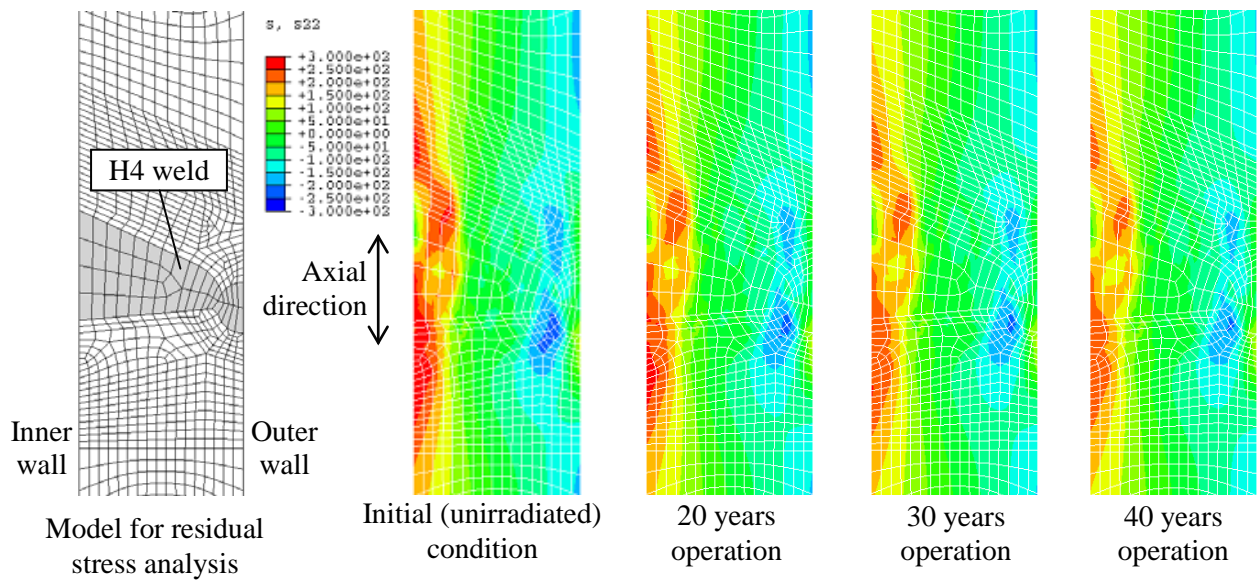 s, s22
+3.000e+02
+2.500e+02
+2.000e+02
+1.500e+02
+1.000e+02
+5.000e+01
+0.000e+00
-5.000e+01
-1.000e+02
-1.500e+02
-2.000e+02
-2.500e+02
-3.000e+02
H4 weld
Axial
direction
Inner
wall
Outer
wall
Model for residual
stress analysis
Initial (unirradiated)
condition
20 years
operation
30 years
operation
40 years
operation